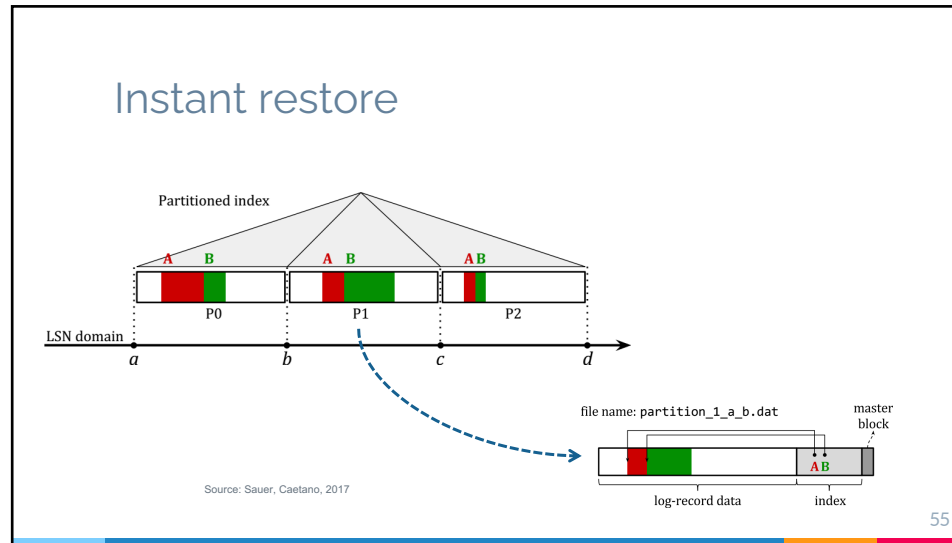 Instant restore
Partitioned index
A B A B A B
P0 P1 P2
LSN domain
a b c d
file name: partition_1_a_b.dat
master
block
A B
log-record data index
Source: Sauer, Caetano, 2017
55